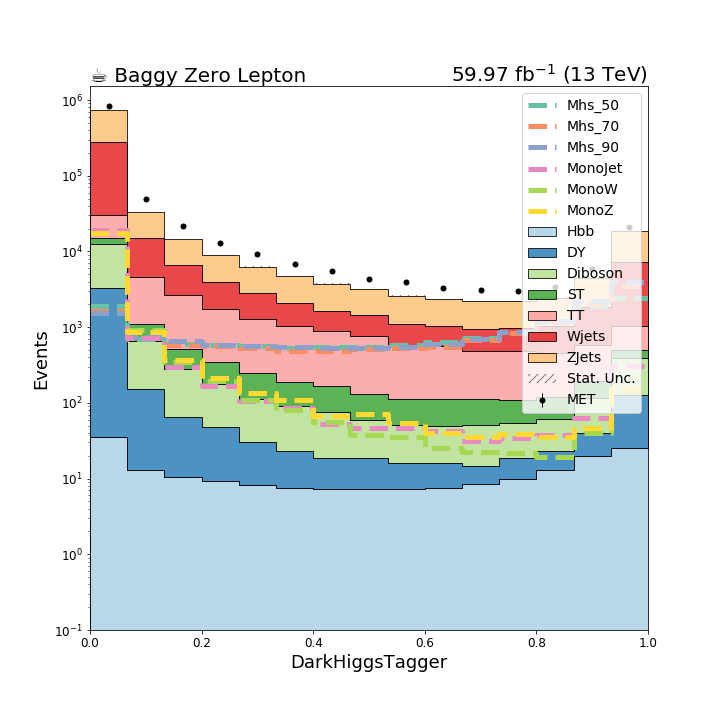 ☕ Baggy Zero Lepton 59.97 fb⁻¹ (13 TeV)
Mhs_50
Mhs_70
Mhs_90
MonoJet
MonoW
MonoZ
Hbb
DY
Diboson
ST
TT
Wjets
ZJets
Stat. Unc.
MET
Events
10⁶
10⁵
10⁴
10³
10²
10¹
10⁰
10⁻¹
0.0 0.2 0.4 0.6 0.8 1.0
DarkHiggsTagger